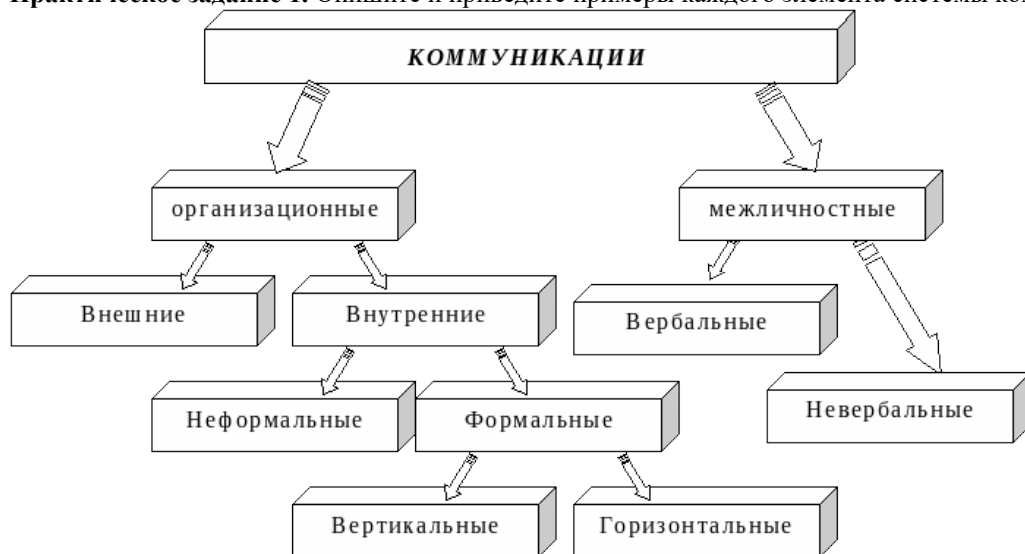 Практическое задание 1. Опишите и приведите примеры каждого элемента системы
КОММУНИКАЦИИ
организационные межличностные
Внешние Внутренние Вербальные
Неформальные Формальные Невербальные
Вертикальные Горизонтальные